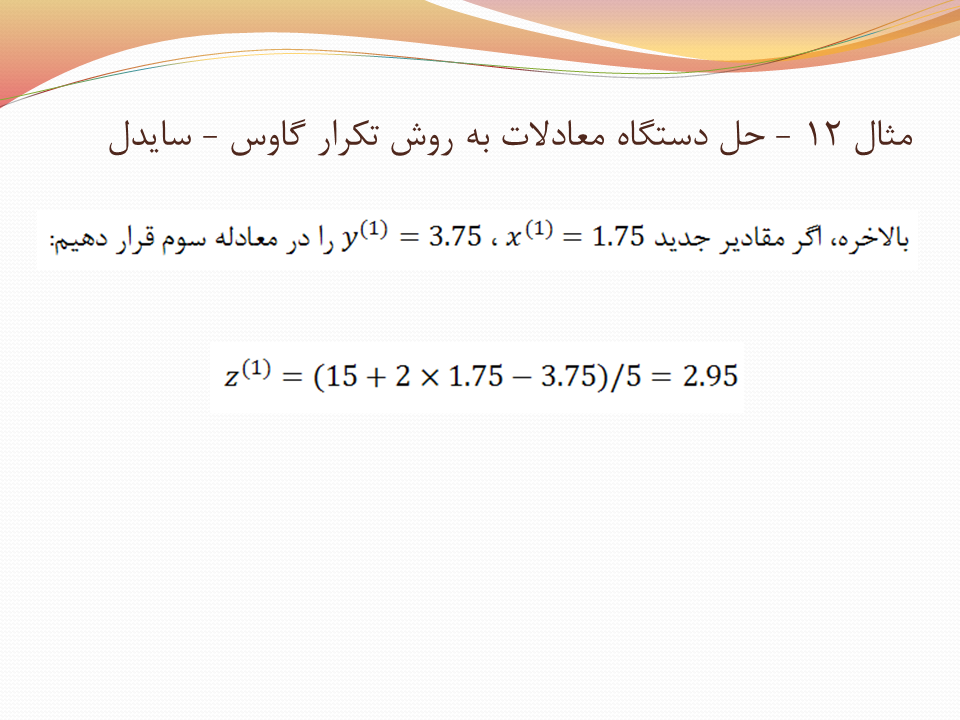 مثال ۱۲ - حل دستگاه معادلات به روش تکرار گاوس - سایدل
بالاخره، اگر مقادیر جدید x^(1) = 1.75 ، y^(1) = 3.75 را در معادله سوم قرار دهیم:
z^(1) = (15 + 2 × 1.75 − 3.75)/5 = 2.95